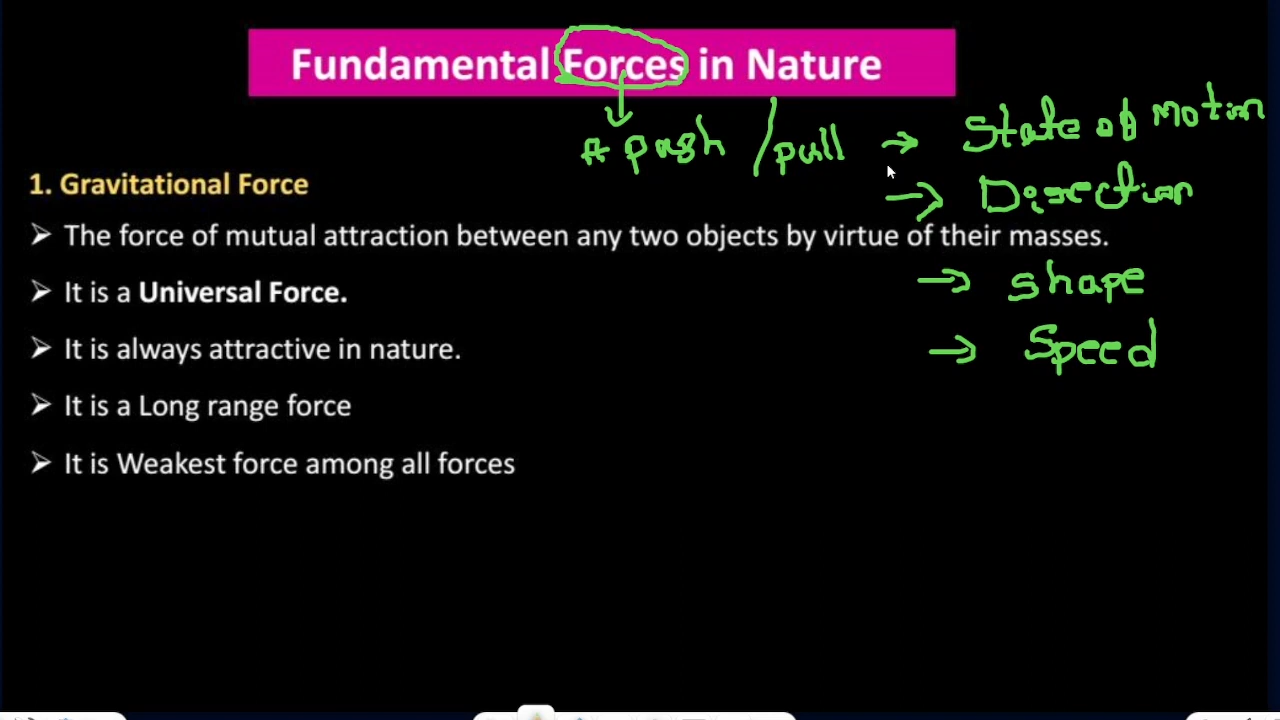 Fundamental Forces in Nature
# push / pull → State of Motion
→ Direction
1. Gravitational Force
➢ The force of mutual attraction between any two objects by virtue of their masses.
→ shape
➢ It is a Universal Force.
➢ It is always attractive in nature.
→ Speed
➢ It is a Long range force
➢ It is Weakest force among all forces